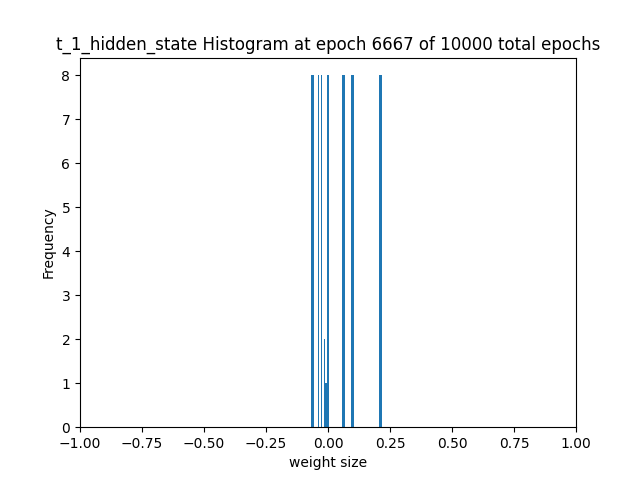 t_1_hidden_state Histogram at epoch 6667 of 10000 total epochs
8
7
6
5
4
3
2
1
0
Frequency
−1.00 −0.75 −0.50 −0.25 0.00 0.25 0.50 0.75 1.00
weight size